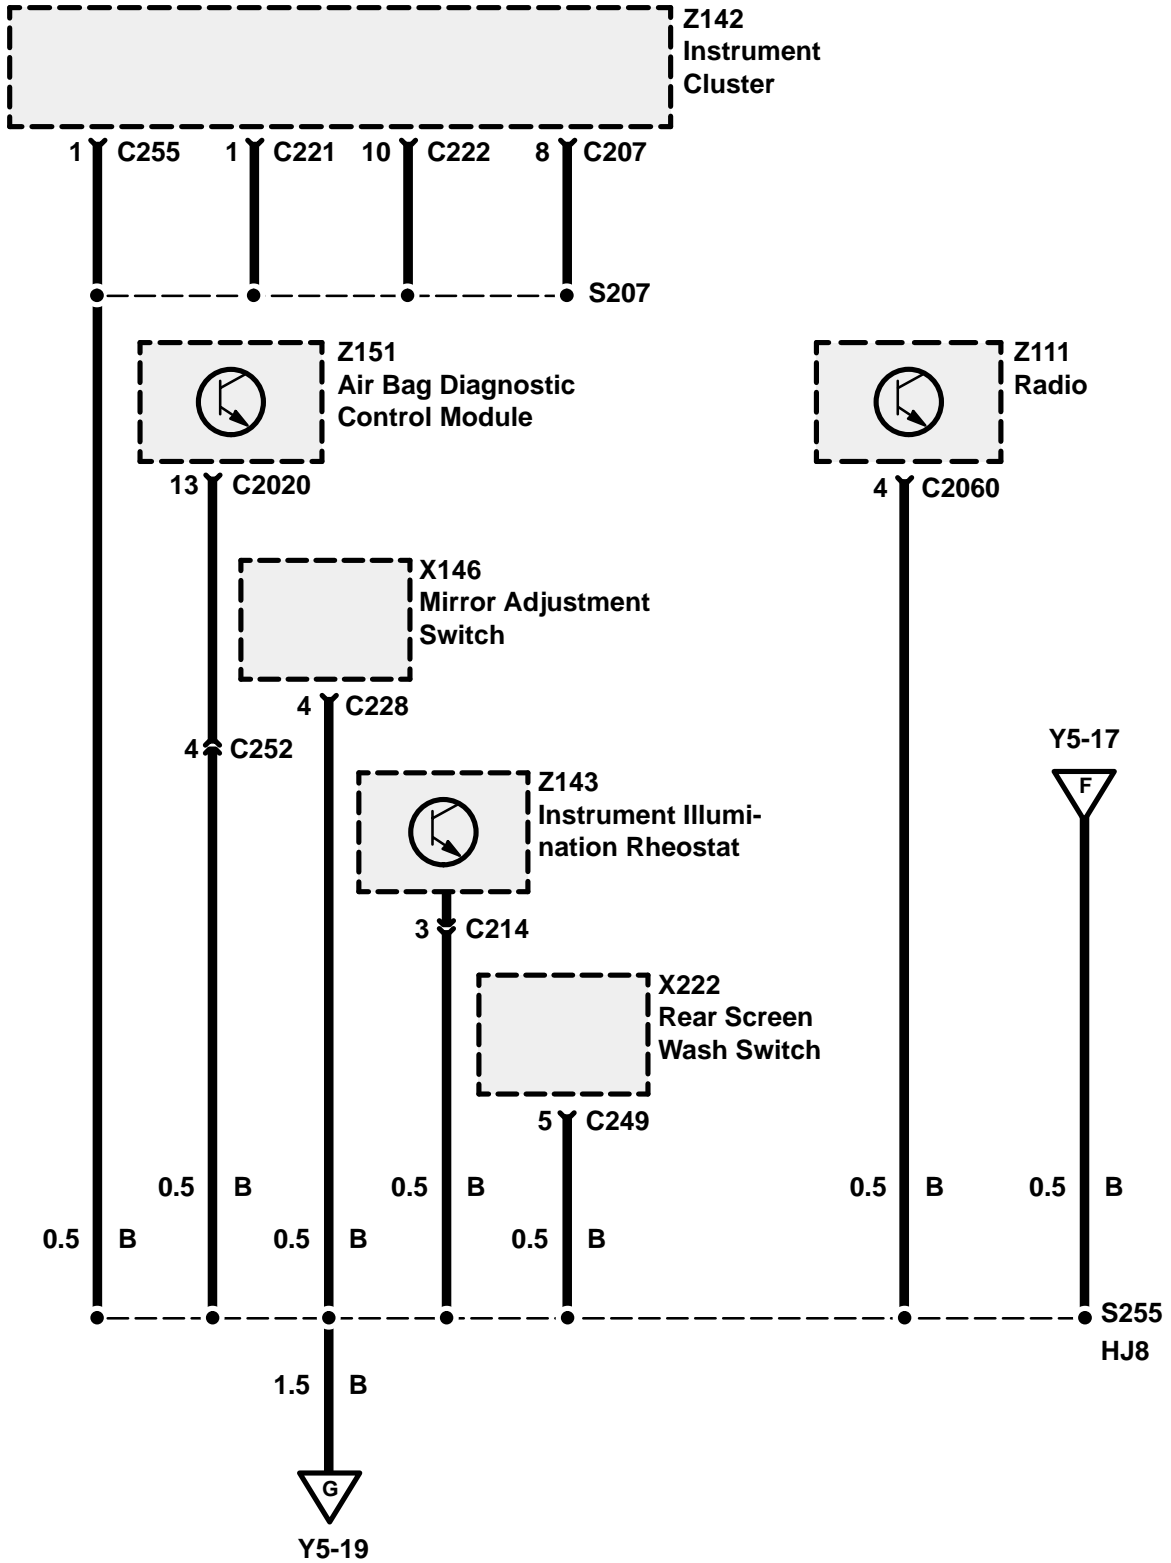 Z142
Instrument
Cluster
1 C255 1 C221 10 C222 8 C207
S207
Z151
Air Bag Diagnostic
Control Module
Z111
Radio
13 C2020
4 C2060
X146
Mirror Adjustment
Switch
4 C228
4 C252
Y5-17
F
Z143
Instrument Illumi-
nation Rheostat
3 C214
X222
Rear Screen
Wash Switch
5 C249
0.5 B 0.5 B 0.5 B 0.5 B
0.5 B 0.5 B 0.5 B
S255
HJ8
1.5 B
G
Y5-19